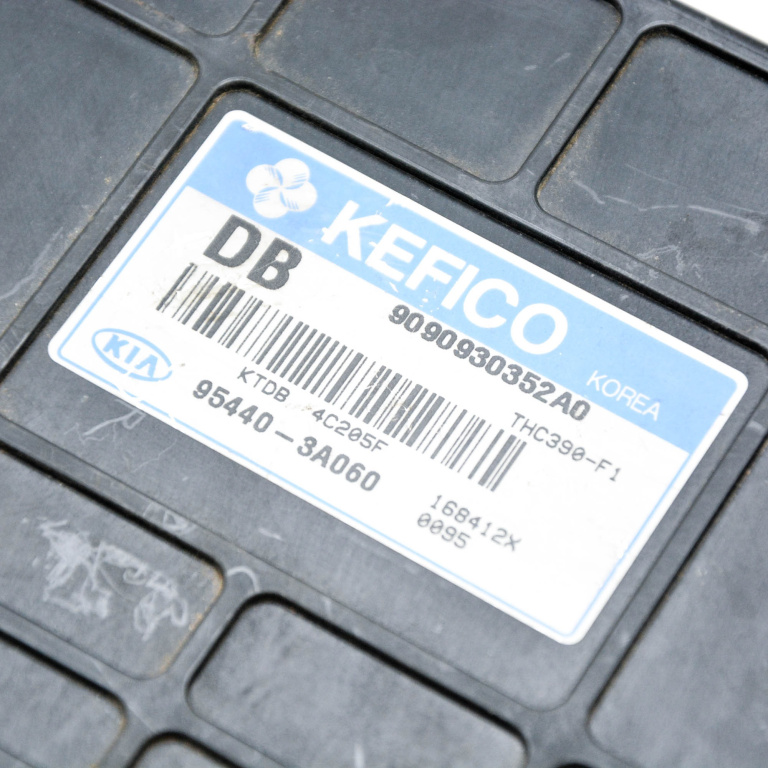 KEFICO
KOREA
DB
9090930352A0
THC390-F1
KIA
KTDB 4C205F
95440-3A060
168412X
0095